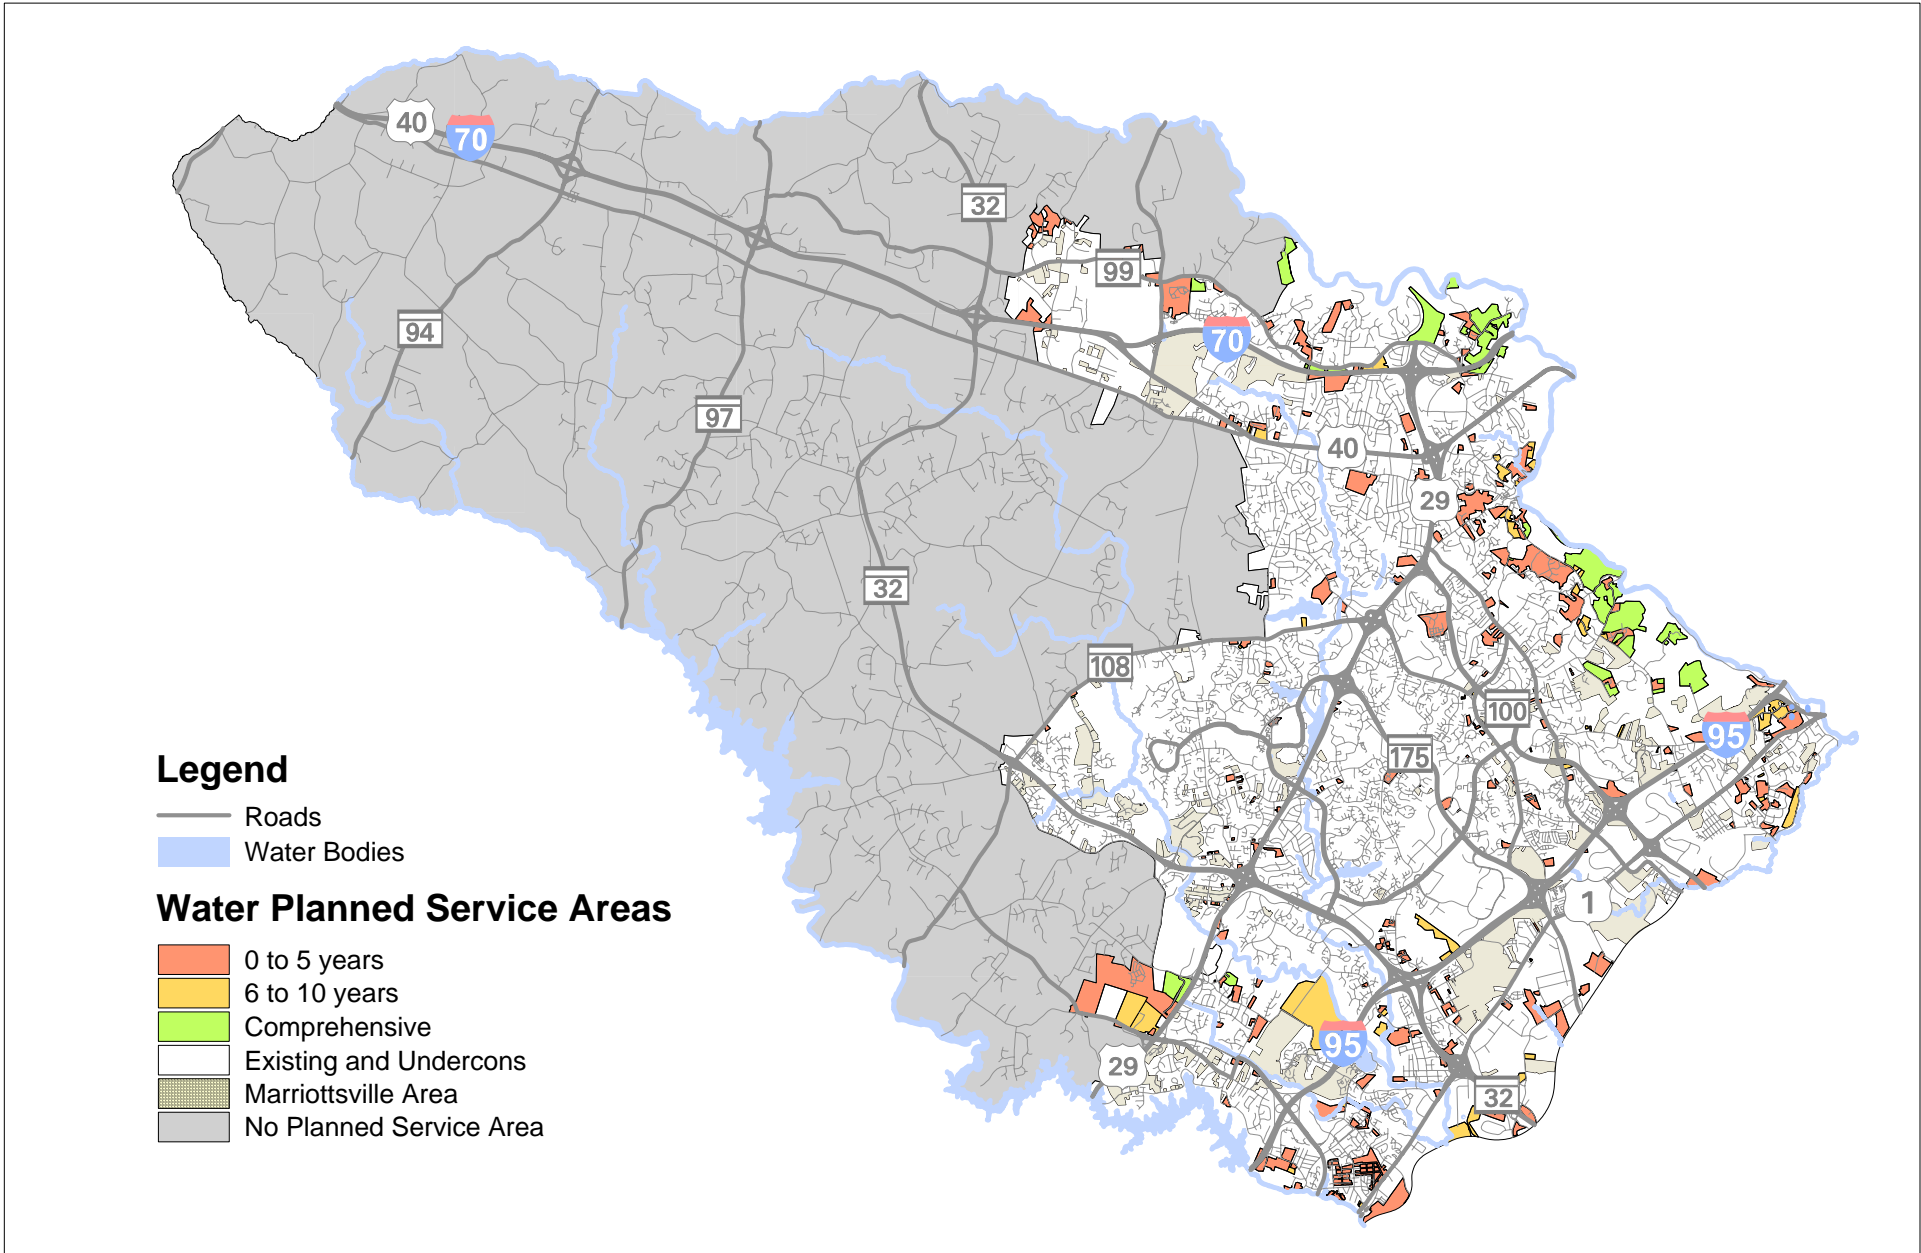 40
70
32
99
94
70
97
40
29
32
108
100
95
175
Legend
Roads
Water Bodies
1
Water Planned Service Areas
0 to 5 years
6 to 10 years
Comprehensive
Existing and Undercons
95
29
Marriottsville Area
32
No Planned Service Area